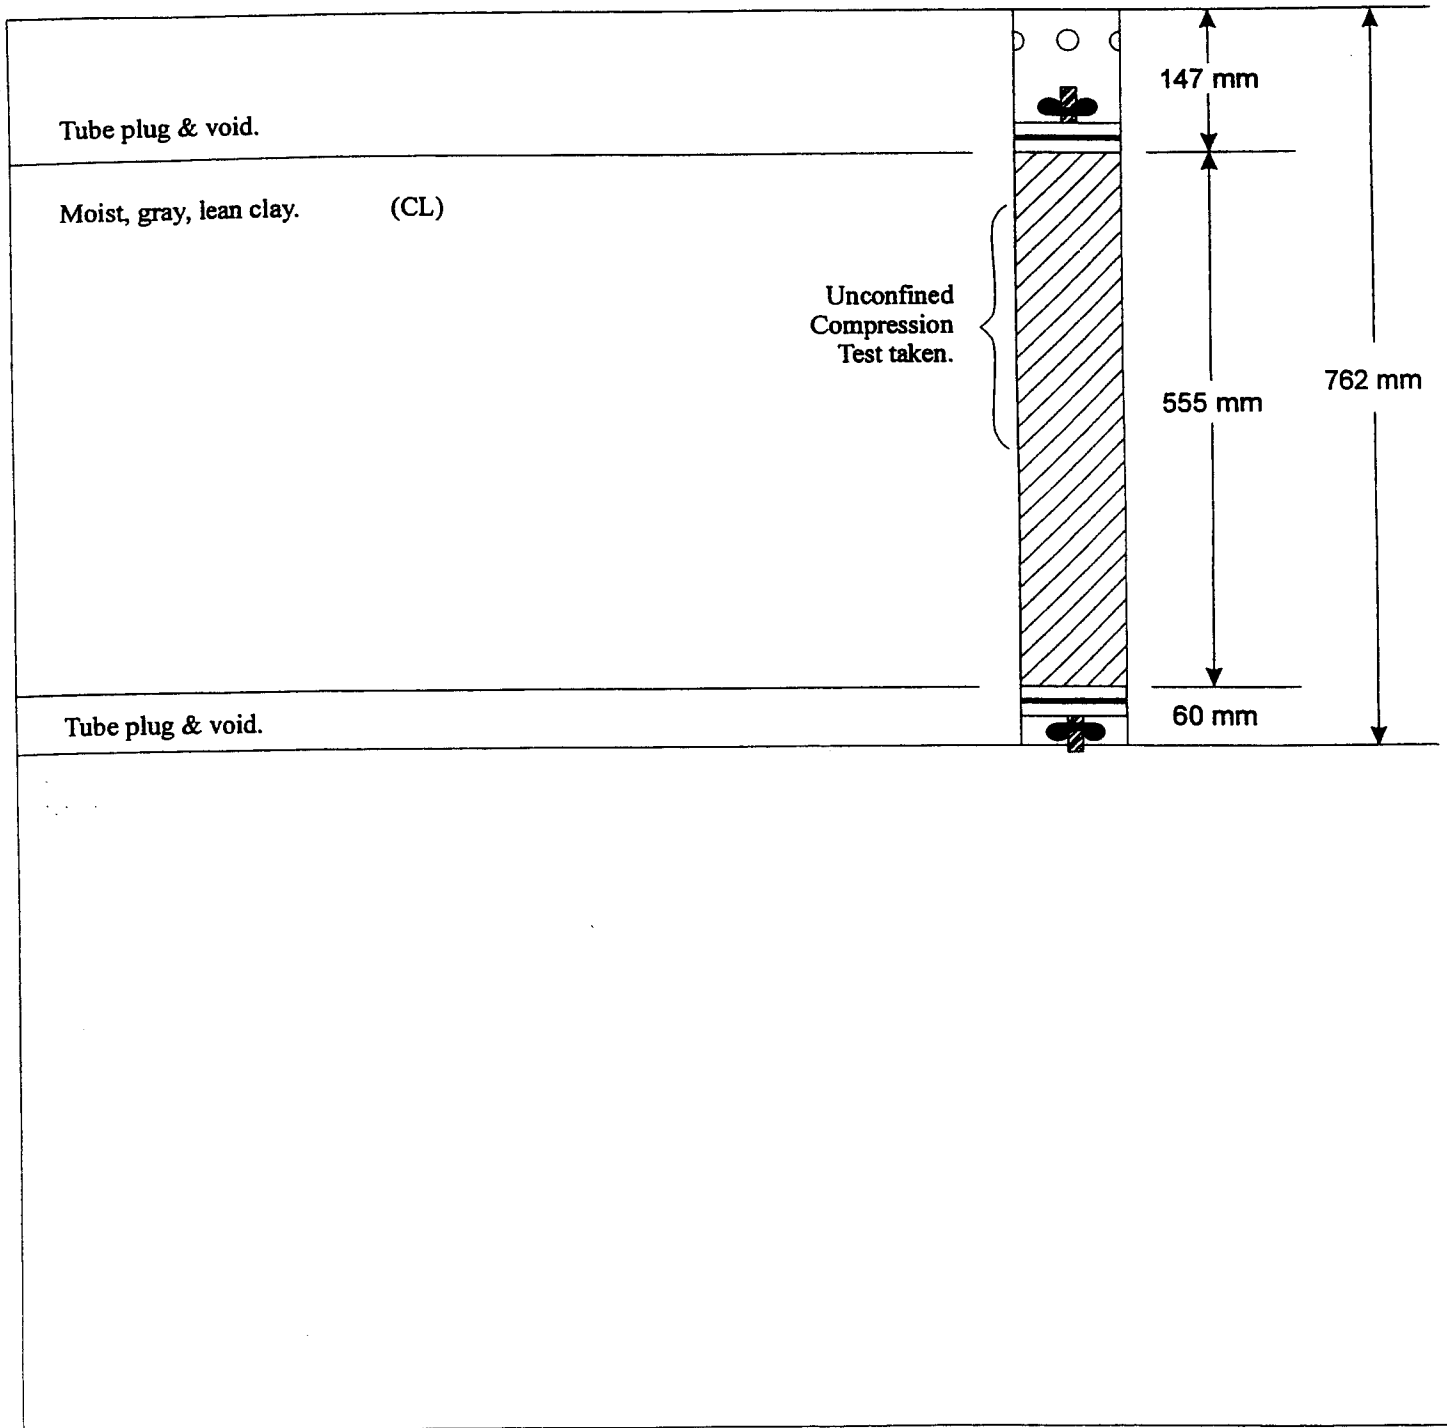 147 mm
Tube plug & void.
Moist, gray, lean clay. (CL)
Unconfined
Compression
Test taken.
762 mm
555 mm
60 mm
Tube plug & void.